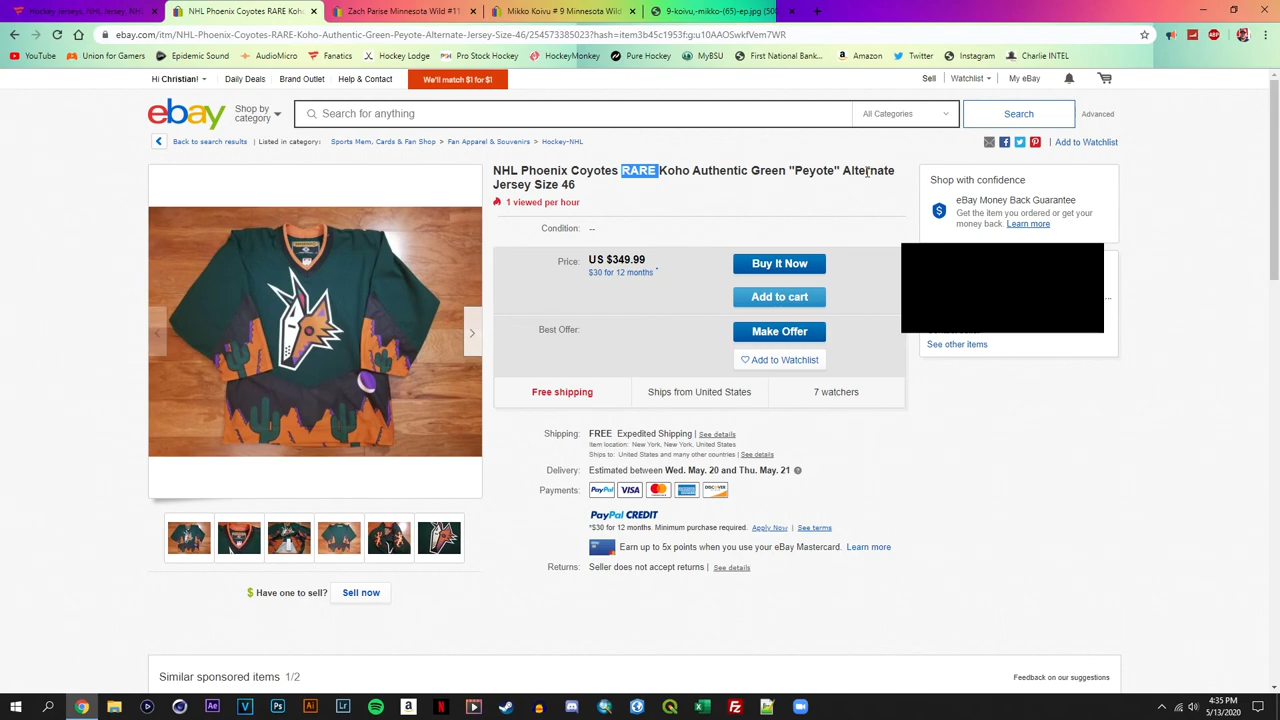 Hockey Jerseys, NHL Jersey, NHL
NHL Phoenix Coyotes RARE Koho
Zach Parise Minnesota Wild #11
Mikko Koivu # 9 Minnesota Wild
9-koivu,-mikko-(65)-ep.jpg (50
ebay.com/itm/NHL-Phoenix-Coyotes-RARE-Koho-Authentic-Green-Peyote-Alternate-Jersey-Size-46/254573385023?hash=item3b45c1953f:g:u10AAOSwkfVem7WR
YouTube
Union for Gamers
Epidemic Sound
AudioMicro
Fanatics
Hockey Lodge
Pro Stock Hockey
HockeyMonkey
Pure Hockey
MyBSU
First National Bank...
Amazon
Twitter
Instagram
Charlie INTEL
Hi Christian!
Daily Deals
Brand Outlet
Help & Contact
We'll match $1 for $1
Sell
Watchlist
My eBay
ebay
Shop by category
Search for anything
All Categories
Search
Advanced
Back to search results
Listed in category:
Sports Mem, Cards & Fan Shop > Fan Apparel & Souvenirs > Hockey-NHL
Add to Watchlist
NHL Phoenix Coyotes RARE Koho Authentic Green "Peyote" Alternate
Jersey Size 46
1 viewed per hour
Condition: --
Price: US $349.99
$30 for 12 months *
Buy It Now
Add to cart
Best Offer:
Make Offer
Add to Watchlist
Free shipping
Ships from United States
7 watchers
Shop with confidence
eBay Money Back Guarantee
Get the item you ordered or get your
money back. Learn more
See other items
Shipping: FREE Expedited Shipping | See details
Item location: New York, New York, United States
Ships to: United States and many other countries | See details
Delivery: Estimated between Wed. May. 20 and Thu. May. 21
Payments: PayPal VISA MasterCard DISCOVER
PayPal CREDIT
*$30 for 12 months. Minimum purchase required. Apply Now | See terms
Earn up to 5x points when you use your eBay Mastercard. Learn more
Returns: Seller does not accept returns | See details
$ Have one to sell? Sell now
Similar sponsored items 1/2
Feedback on our suggestions
4:35 PM
5/13/2020